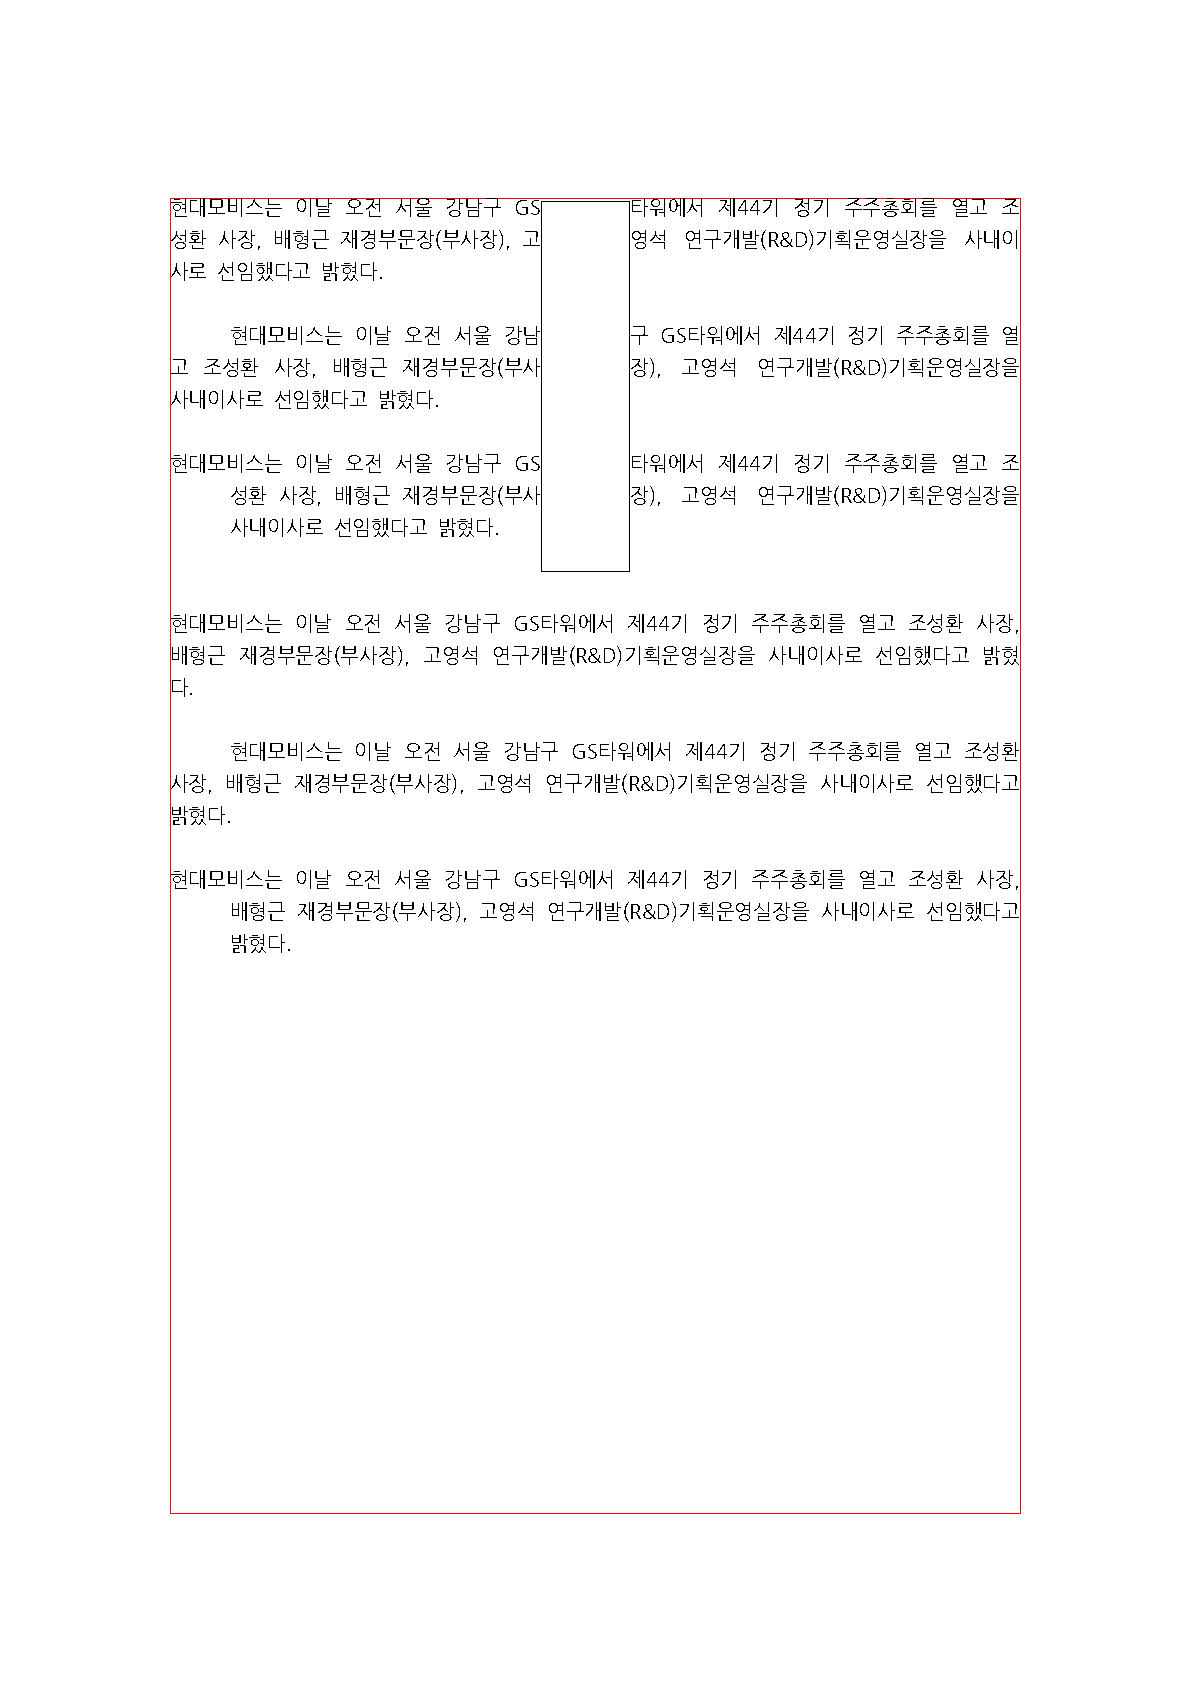 현대모비스는 이날 오전 서울 강남구 GS타워에서 제44기 정기 주주총회를 열고 조
성환 사장, 배형근 재경부문장(부사장), 고영석 연구개발(R&D)기획운영실장을 사내이
사로 선임했다고 밝혔다.
현대모비스는 이날 오전 서울 강남구 GS타워에서 제44기 정기 주주총회를 열
고 조성환 사장, 배형근 재경부문장(부사장), 고영석 연구개발(R&D)기획운영실장을
사내이사로 선임했다고 밝혔다.
현대모비스는 이날 오전 서울 강남구 GS타워에서 제44기 정기 주주총회를 열고 조
성환 사장, 배형근 재경부문장(부사장), 고영석 연구개발(R&D)기획운영실장을
사내이사로 선임했다고 밝혔다.
현대모비스는 이날 오전 서울 강남구 GS타워에서 제44기 정기 주주총회를 열고 조성환 사장,
배형근 재경부문장(부사장), 고영석 연구개발(R&D)기획운영실장을 사내이사로 선임했다고 밝혔
다.
현대모비스는 이날 오전 서울 강남구 GS타워에서 제44기 정기 주주총회를 열고 조성환
사장, 배형근 재경부문장(부사장), 고영석 연구개발(R&D)기획운영실장을 사내이사로 선임했다고
밝혔다.
현대모비스는 이날 오전 서울 강남구 GS타워에서 제44기 정기 주주총회를 열고 조성환 사장,
배형근 재경부문장(부사장), 고영석 연구개발(R&D)기획운영실장을 사내이사로 선임했다고
밝혔다.